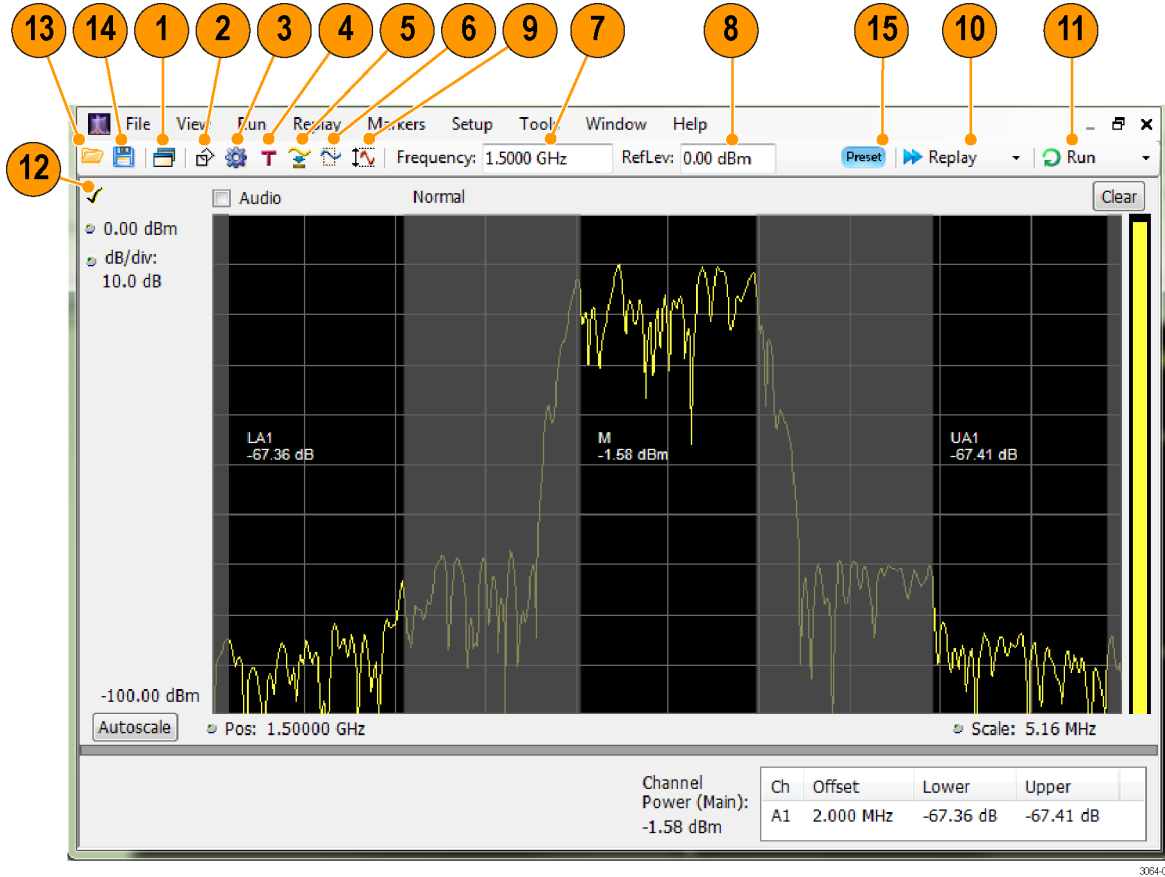 13 14 1 2 3 4 5 6 9 7 8 15 10 11
File View Run Replay Markers Setup Tools Window Help
Frequency: 1.5000 GHz RefLev: 0.00 dBm Preset Replay Run
12
Audio Normal Clear
0.00 dBm
dB/div:
10.0 dB
LA1
-67.36 dB
M
-1.58 dBm
UA1
-67.41 dB
-100.00 dBm
Autoscale Pos: 1.50000 GHz Scale: 5.16 MHz
Channel
Power (Main):
-1.58 dBm
Ch Offset Lower Upper
A1 2.000 MHz -67.36 dB -67.41 dB